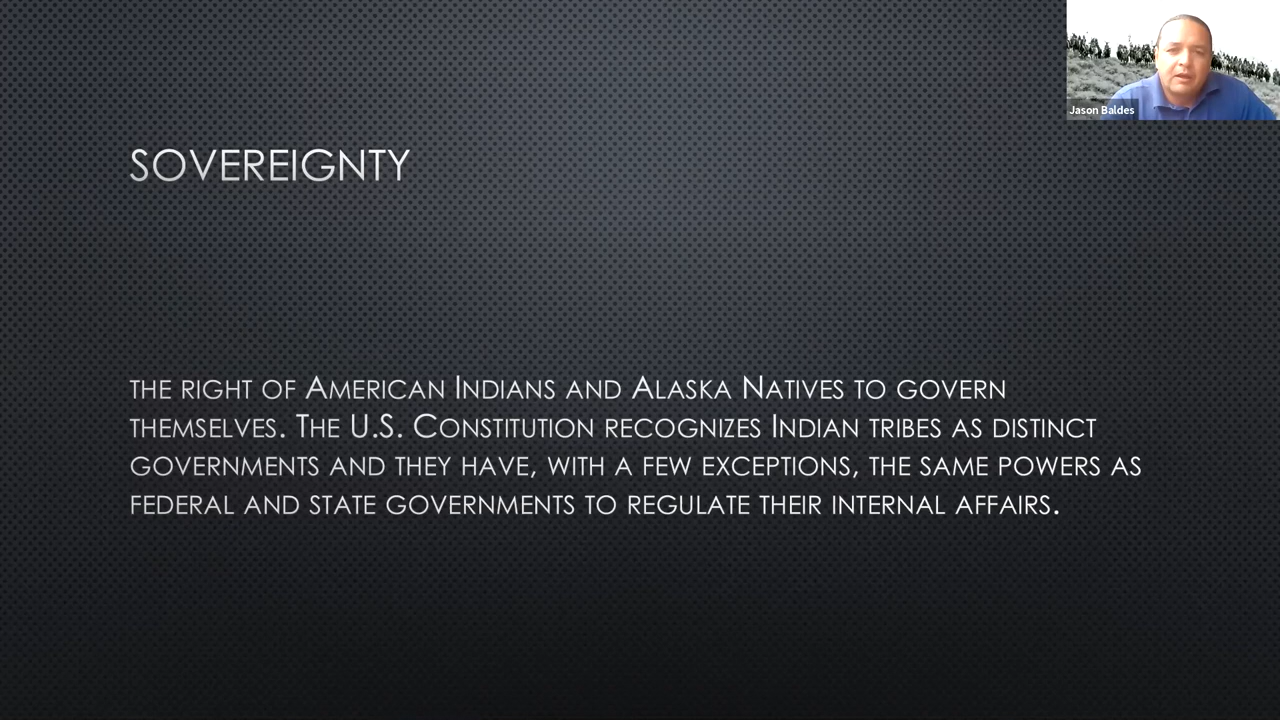 Jason Baldes
SOVEREIGNTY
THE RIGHT OF AMERICAN INDIANS AND ALASKA NATIVES TO GOVERN
THEMSELVES. THE U.S. CONSTITUTION RECOGNIZES INDIAN TRIBES AS DISTINCT
GOVERNMENTS AND THEY HAVE, WITH A FEW EXCEPTIONS, THE SAME POWERS AS
FEDERAL AND STATE GOVERNMENTS TO REGULATE THEIR INTERNAL AFFAIRS.